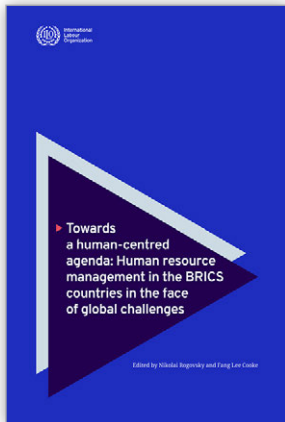 International
Labour
Organization
Towards
a human-centred
agenda: Human resource
management in the BRICS
countries in the face
of global challenges
Edited by Nikolai Rogovsky and Fang Lee Cooke